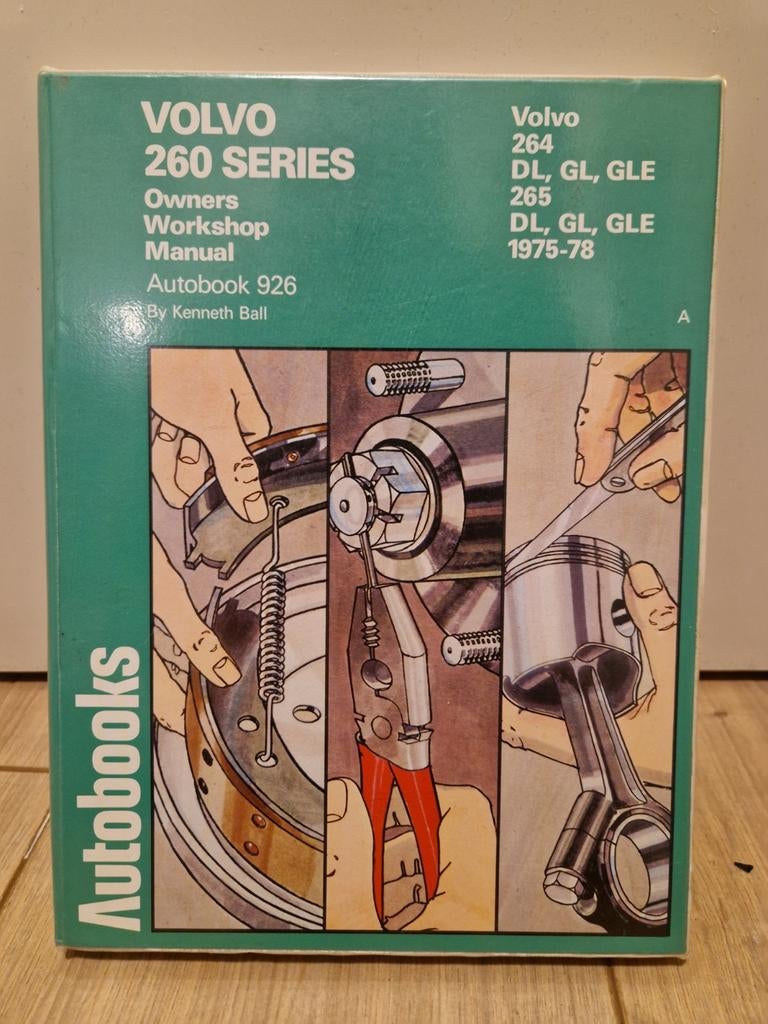 VOLVO
260 SERIES
Owners
Workshop
Manual
Autobook 926
By Kenneth Ball
Volvo
264
DL, GL, GLE
265
DL, GL, GLE
1975-78
A
Autobooks